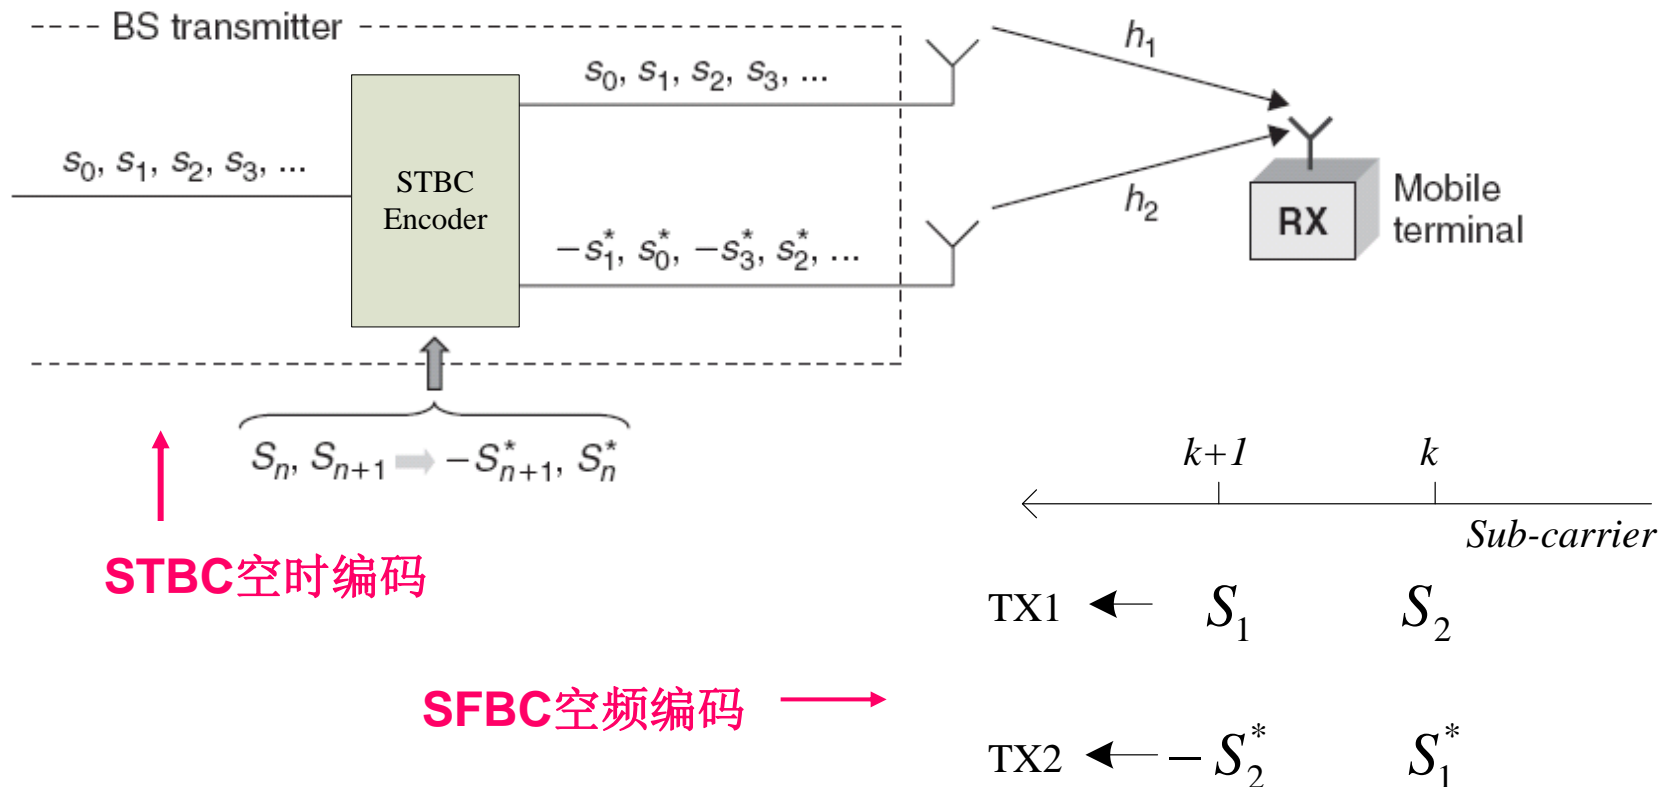 BS transmitter
h₁
s₀, s₁, s₂, s₃, ...
s₀, s₁, s₂, s₃, ...
STBC
Encoder
h₂
RX
Mobile
terminal
−s₁*, s₀*, −s₃*, s₂*, ...
Sₙ, Sₙ₊₁ ➡ −Sₙ₊₁*, Sₙ*
k+1 k
Sub-carrier
STBC空时编码
TX1 S₁ S₂
SFBC空频编码
TX2 −S₂* S₁*